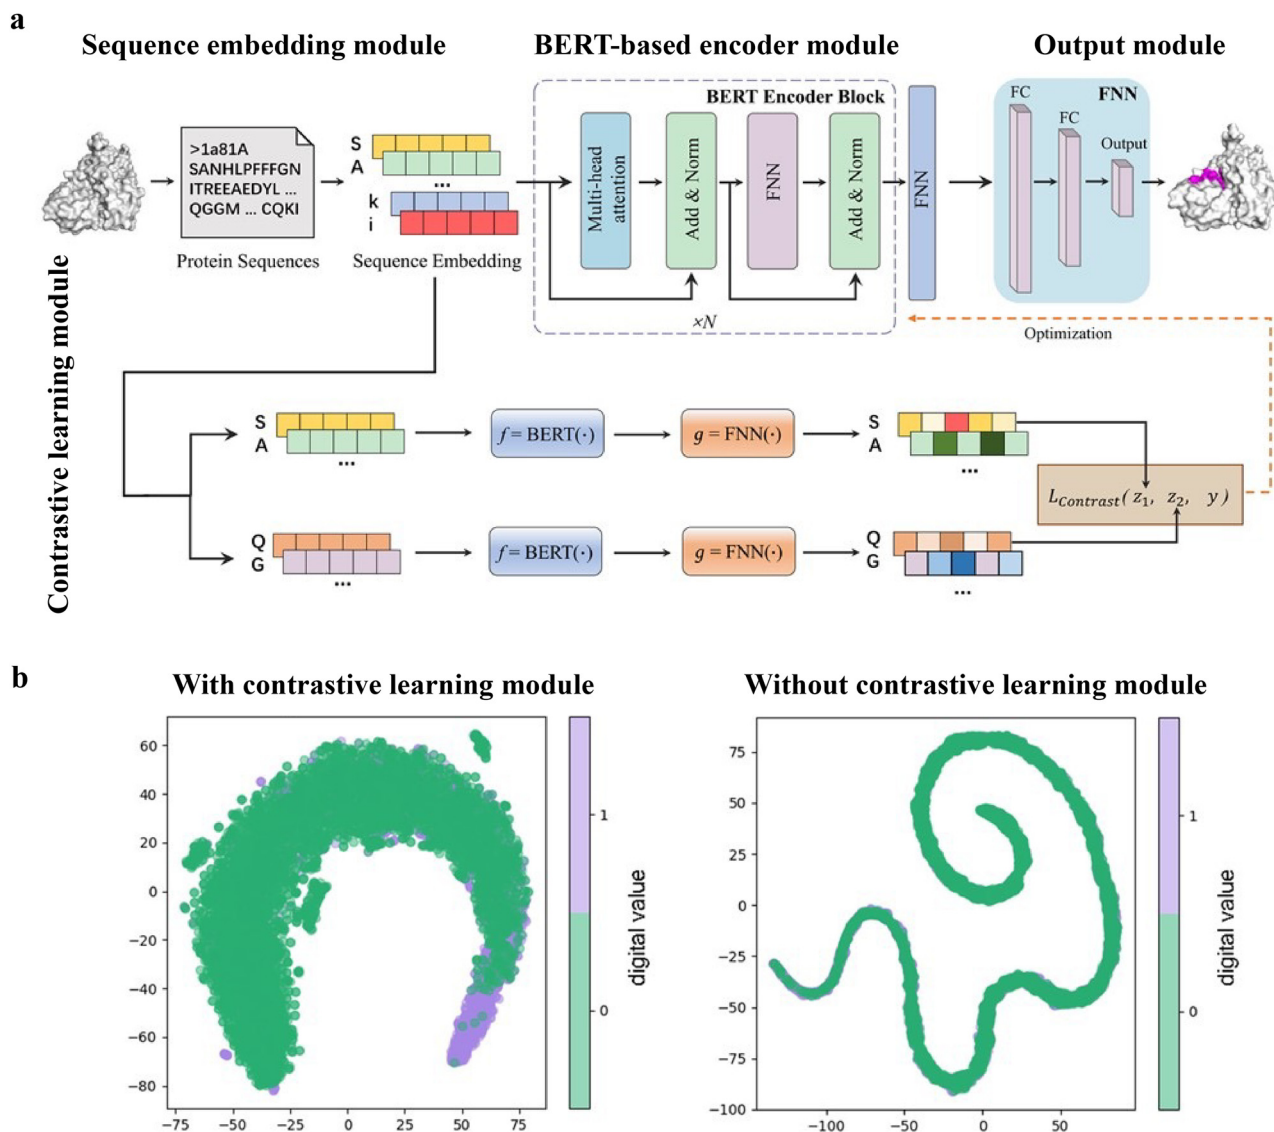 a
Sequence embedding module
BERT-based encoder module
Output module
BERT Encoder Block
FC
FNN
FC
Output
>1a81A
SANHLPFFFGN
ITREEAEDYL ...
QGGM ... CQKI
S
A
...
k
i
Multi-head
attention
Add & Norm
FNN
Add & Norm
FNN
Protein Sequences
Sequence Embedding
×N
Optimization
Contrastive learning module
S
A
...
f = BERT(·)
g = FNN(·)
S
A
...
L_Contrast(z_1, z_2, y)
Q
G
...
f = BERT(·)
g = FNN(·)
Q
G
...
b
With contrastive learning module
Without contrastive learning module
60
40
20
0
−20
−40
−60
−80
−75
−50
−25
0
25
50
75
1
0
digital value
75
50
25
0
−25
−50
−75
−100
−100
−50
0
50
1
0
digital value